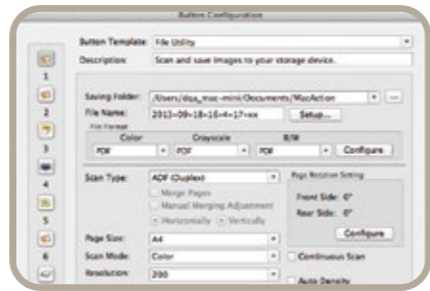 Button Configuration
Button Template: File Utility
Description: Scan and save images to your storage device.
1
Saving Folder: /Users/dqa_mac-mini/Documents/MacAction
2
File Name: 2013-09-18-16-4-17-xx Setup...
File Format
Color Grayscale B/W
3
PDF PDF PDF Configure
4
Scan Type: ADF (Duplex) Page Rotation Setting
Merge Pages
Front Side: 0°
Manual Merging Adjustment
Rear Side: 0°
5
Horizontally Vertically
Configure
Page Size: A4
6
Scan Mode: Color Continuous Scan
Resolution: 200 Auto Density